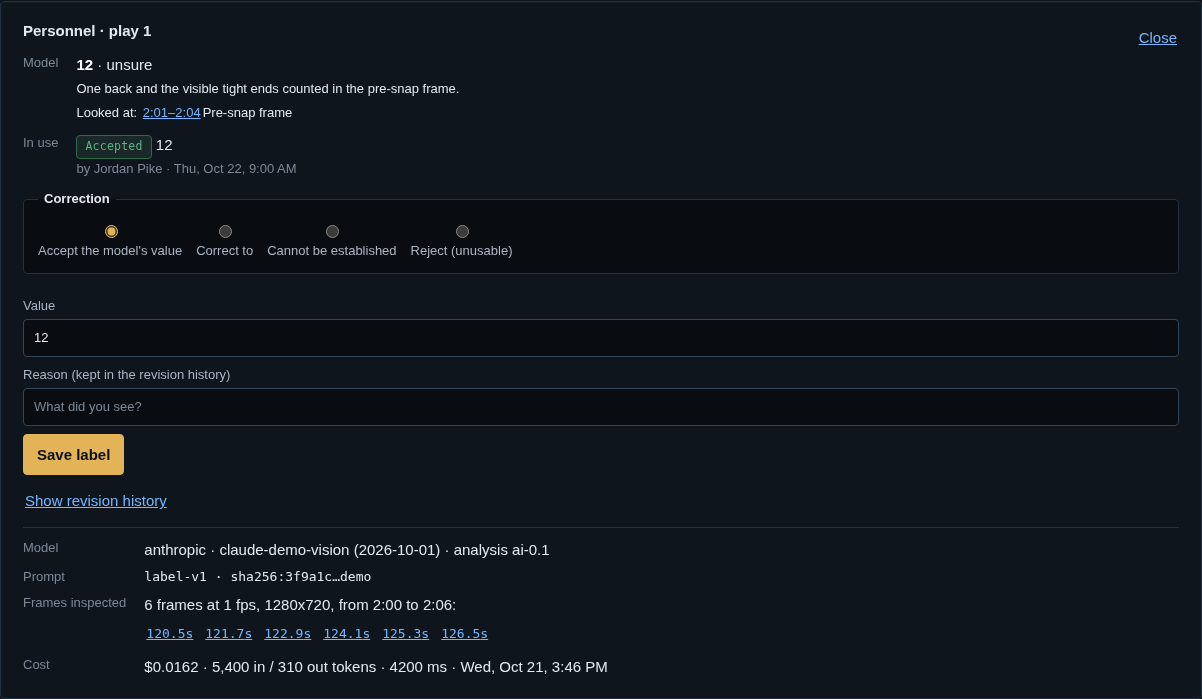 Personnel · play 1
Close
Model 12 · unsure
One back and the visible tight ends counted in the pre-snap frame.
Looked at: 2:01–2:04 Pre-snap frame
In use Accepted 12
by Jordan Pike · Thu, Oct 22, 9:00 AM
Correction
Accept the model's value Correct to Cannot be established Reject (unusable)
Value
12
Reason (kept in the revision history)
What did you see?
Save label
Show revision history
Model anthropic · claude-demo-vision (2026-10-01) · analysis ai-0.1
Prompt label-v1 · sha256:3f9a1c…demo
Frames inspected 6 frames at 1 fps, 1280x720, from 2:00 to 2:06:
120.5s 121.7s 122.9s 124.1s 125.3s 126.5s
Cost $0.0162 · 5,400 in / 310 out tokens · 4200 ms · Wed, Oct 21, 3:46 PM